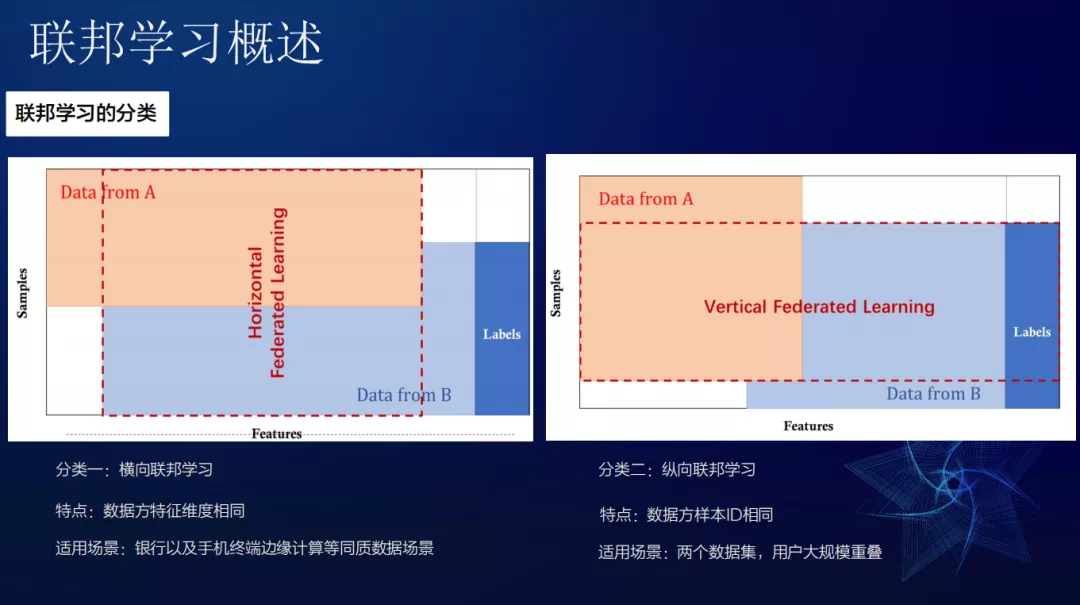 联邦学习概述
联邦学习的分类
Data from A
Horizontal
Federated Learning
Samples
Labels
Data from B
Features
Data from A
Samples
Vertical Federated Learning
Labels
Data from B
Features
分类一：横向联邦学习
特点：数据方特征维度相同
适用场景：银行以及手机终端边缘计算等同质数据场景
分类二：纵向联邦学习
特点：数据方样本ID相同
适用场景：两个数据集，用户大规模重叠